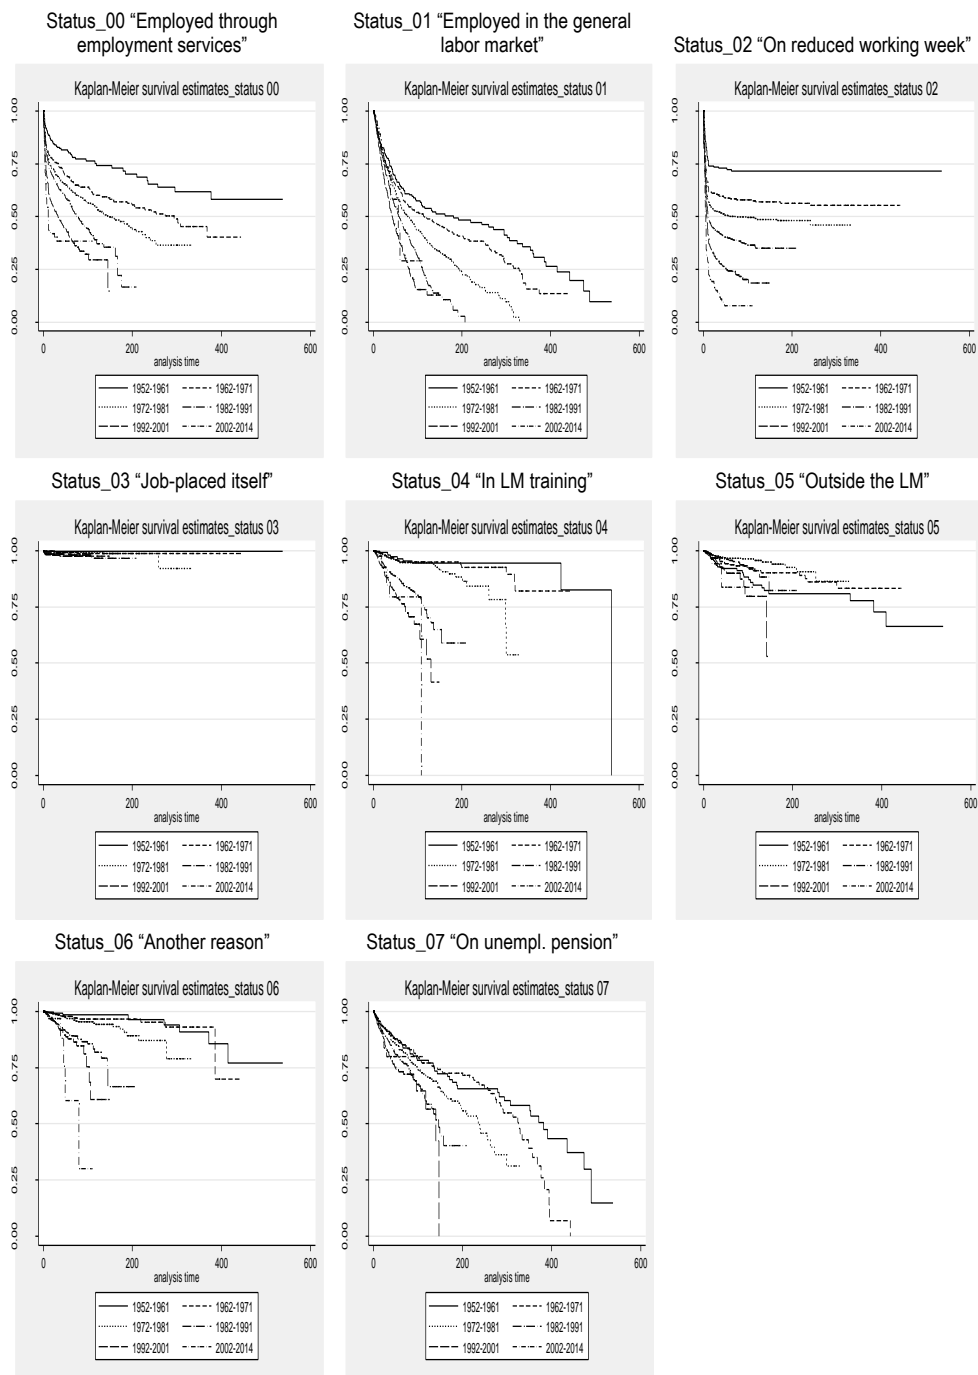 Status_00 “Employed through
employment services”
Kaplan-Meier survival estimates_status 00
1.00
0.75
0.50
0.25
0.00
0 200 400 600
analysis time
1952-1961 1962-1971
1972-1981 1982-1991
1992-2001 2002-2014
Status_01 “Employed in the general
labor market”
Kaplan-Meier survival estimates_status 01
1.00
0.75
0.50
0.25
0.00
0 200 400 600
analysis time
1952-1961 1962-1971
1972-1981 1982-1991
1992-2001 2002-2014
Status_02 “On reduced working week”
Kaplan-Meier survival estimates_status 02
1.00
0.75
0.50
0.25
0.00
0 200 400 600
analysis time
1952-1961 1962-1971
1972-1981 1982-1991
1992-2001 2002-2014
Status_03 “Job-placed itself”
Kaplan-Meier survival estimates_status 03
1.00
0.75
0.50
0.25
0.00
0 200 400 600
analysis time
1952-1961 1962-1971
1972-1981 1982-1991
1992-2001 2002-2014
Status_04 “In LM training”
Kaplan-Meier survival estimates_status 04
1.00
0.75
0.50
0.25
0.00
0 200 400 600
analysis time
1952-1961 1962-1971
1972-1981 1982-1991
1992-2001 2002-2014
Status_05 “Outside the LM”
Kaplan-Meier survival estimates_status 05
1.00
0.75
0.50
0.25
0.00
0 200 400 600
analysis time
1952-1961 1962-1971
1972-1981 1982-1991
1992-2001 2002-2014
Status_06 “Another reason”
Kaplan-Meier survival estimates_status 06
1.00
0.75
0.50
0.25
0.00
0 200 400 600
analysis time
1952-1961 1962-1971
1972-1981 1982-1991
1992-2001 2002-2014
Status_07 “On unempl. pension”
Kaplan-Meier survival estimates_status 07
1.00
0.75
0.50
0.25
0.00
0 200 400 600
analysis time
1952-1961 1962-1971
1972-1981 1982-1991
1992-2001 2002-2014